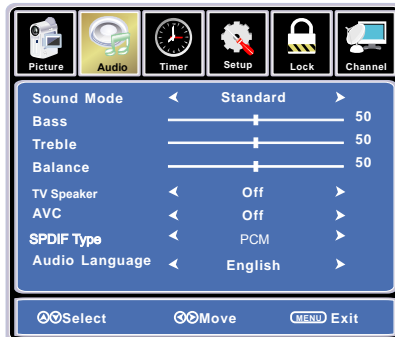 Picture Audio Timer Setup Lock Channel
Sound Mode Standard
Bass 50
Treble 50
Balance 50
TV Speaker Off
AVC Off
SPDIF Type PCM
Audio Language English
Select Move MENU Exit